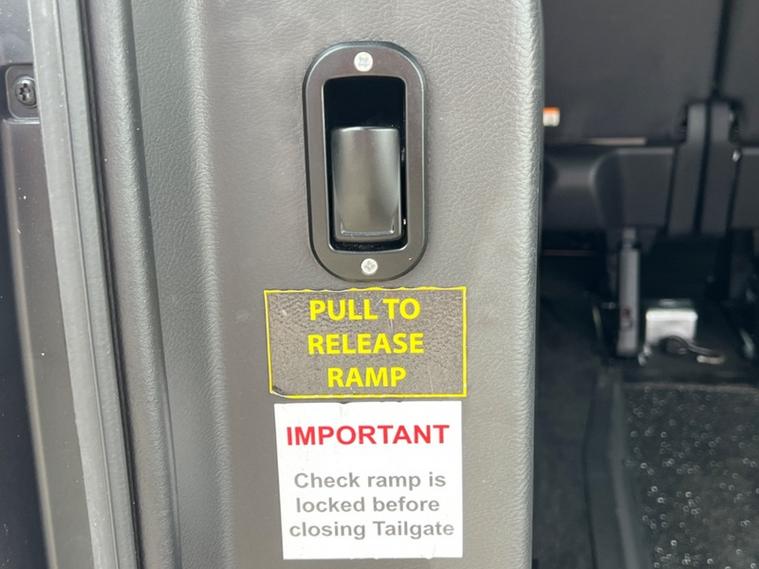 PULL TO
RELEASE
RAMP
IMPORTANT
Check ramp is
locked before
closing Tailgate